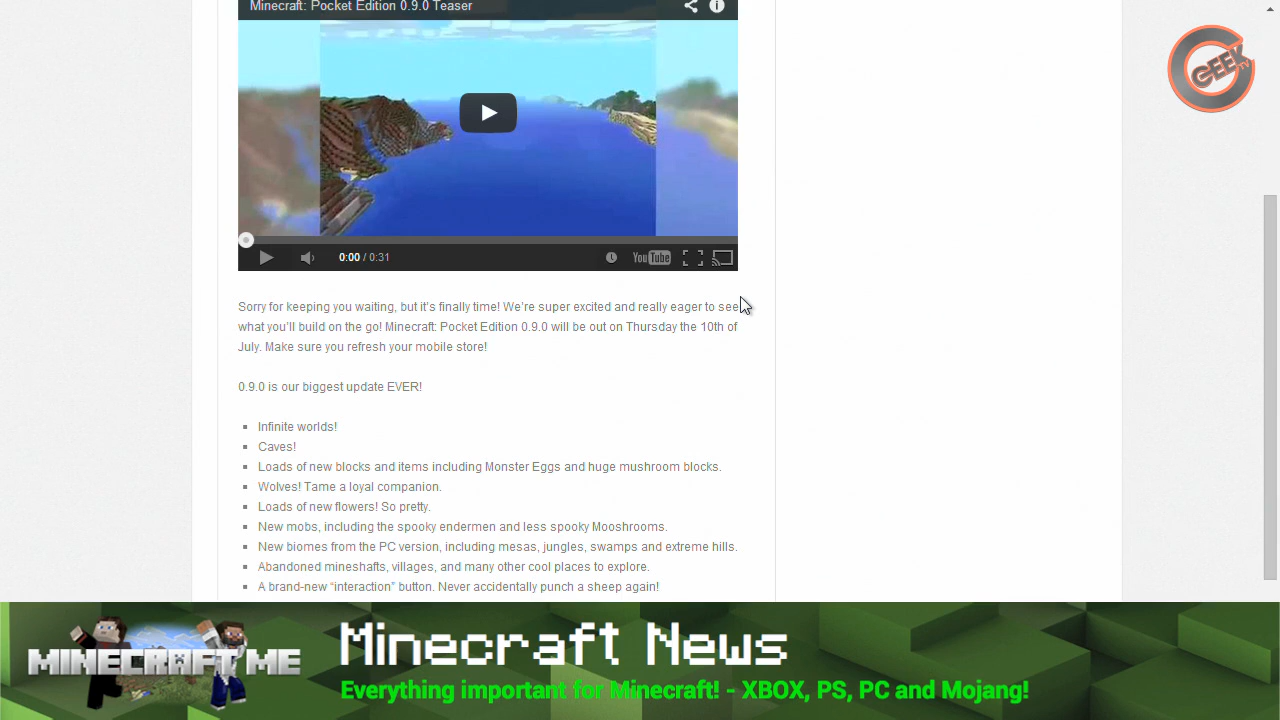 Minecraft: Pocket Edition 0.9.0 Teaser
GEEK TV
0:00 / 0:31
YouTube
Sorry for keeping you waiting, but it's finally time! We're super excited and really eager to see
what you'll build on the go! Minecraft: Pocket Edition 0.9.0 will be out on Thursday the 10th of
July. Make sure you refresh your mobile store!
0.9.0 is our biggest update EVER!
Infinite worlds!
Caves!
Loads of new blocks and items including Monster Eggs and huge mushroom blocks.
Wolves! Tame a loyal companion.
Loads of new flowers! So pretty.
New mobs, including the spooky endermen and less spooky Mooshrooms.
New biomes from the PC version, including mesas, jungles, swamps and extreme hills.
Abandoned mineshafts, villages, and many other cool places to explore.
A brand-new “interaction” button. Never accidentally punch a sheep again!
MINECRAFT ME
Minecraft News
Everything important for Minecraft! - XBOX, PS, PC and Mojang!